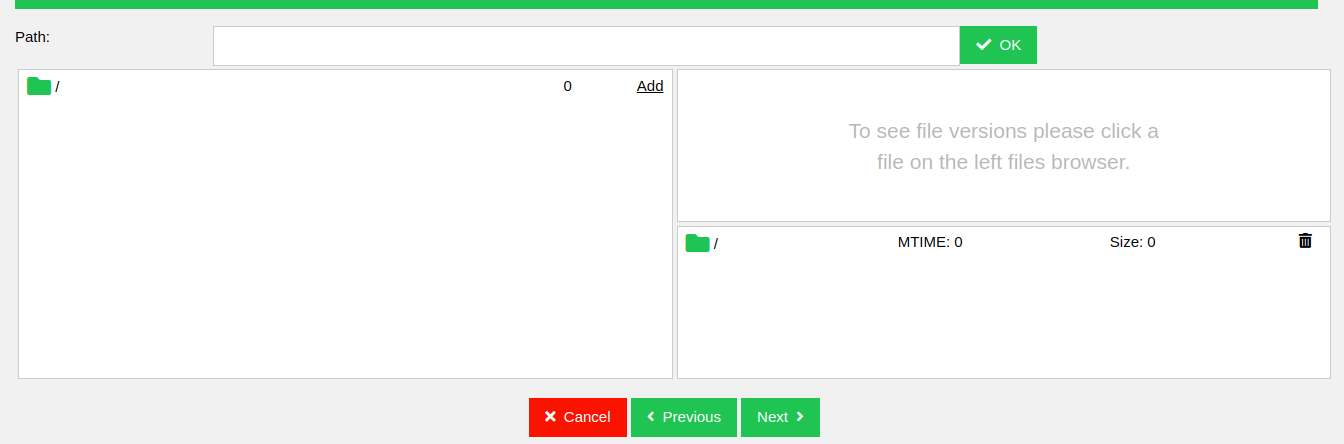 Path:
OK
/ 0 Add
To see file versions please click a
file on the left files browser.
/ MTIME: 0 Size: 0
Cancel Previous Next